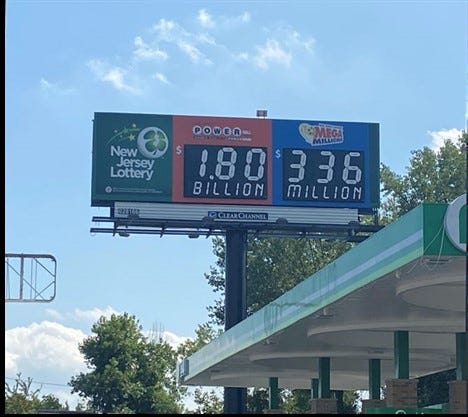 New
Jersey
Lottery
POWERBALL
$1.80
BILLION
MEGA
MILLIONS
$336
MILLION
CLEAR CHANNEL